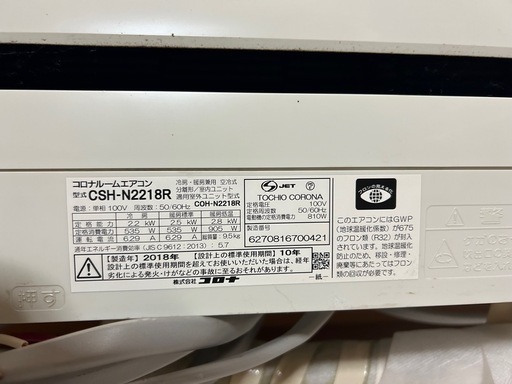 コロナルームエアコン
型式 CSH-N2218R
冷房・暖房兼用 空冷式
分離形/室内ユニット
適用室外ユニット型式
COH-N2218R
電源:単相 100V 周波数:50/60Hz
冷房 暖房標準 暖房低温
定格能力 2.2 kW 2.5 kW 2.8 kW
定格消費電力 535 W 535 W 905 W
運転電流 6.29 A 6.29 A 総質量:9.5kg
通年エネルギー消費効率(JIS C 9612:2013):5.7
JET
TOCHIO CORONA
定格電圧 100V
定格周波数 50/60Hz
電動機の定格消費電力 810W
6270816700421
【製造年】2018年 【設計上の標準使用期間】10年
設計上の標準使用期間を超えて使用されますと、経年
劣化による発火・けがなどの事故に至るおそれがあります
株式会社 コロナ
フロンの見える化
このエアコンにはGWP
(地球温暖化係数)が675
のフロン類(R32)が封入
されています。地球温暖化
防止のため、移設・修理・
廃棄等にあたってはフロン
類の回収が必要です。
押す